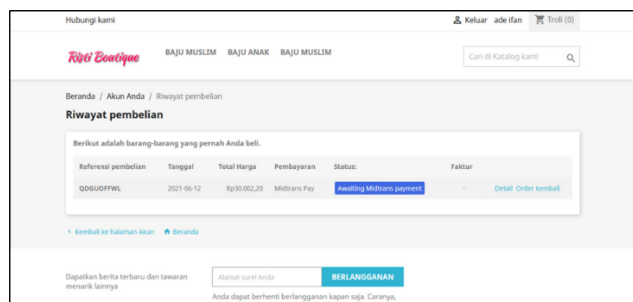 Hubungi kami Keluar ade ifan Troli (0)
Risti Boutique BAJU MUSLIM BAJU ANAK BAJU MUSLIM Cari di Katalog kami
Beranda / Akun Anda / Riwayat pembelian
Riwayat pembelian
Berikut adalah barang-barang yang pernah Anda beli.
Referensi pembelian Tanggal Total Harga Pembayaran Status: Faktur
QDGUOFFWL 2021-06-12 Rp30.002,20 Midtrans Pay Awaiting Midtrans payment - Detail Order kembali
< Kembali ke halaman Akun Beranda
Dapatkan berita terbaru dan tawaran
menarik lainnya
Alamat surel Anda BERLANGGANAN
Anda dapat berhenti berlangganan kapan saja. Caranya,